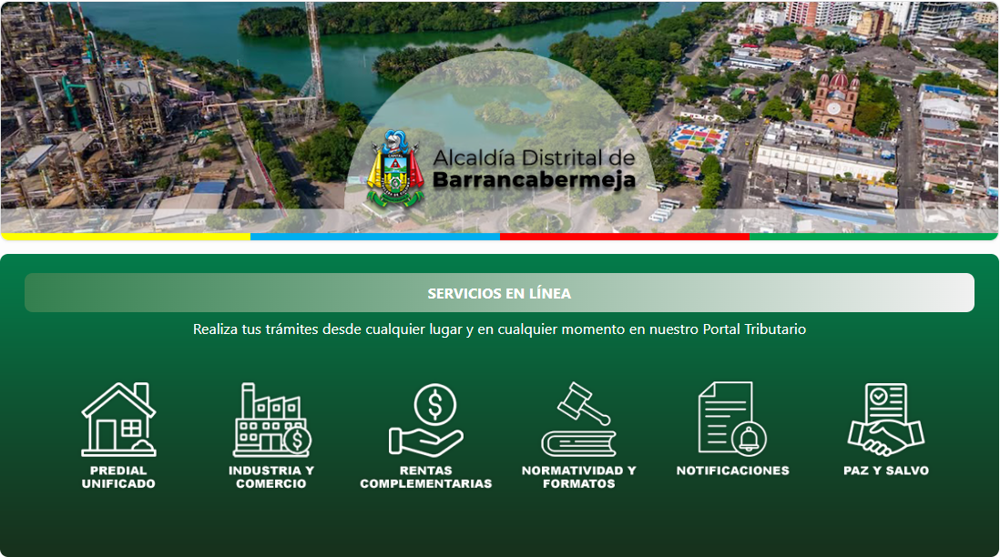 CAPITAL
Alcaldía Distrital de
Barrancabermeja
SERVICIOS EN LÍNEA
Realiza tus trámites desde cualquier lugar y en cualquier momento en nuestro Portal Tributario
PREDIAL
UNIFICADO
INDUSTRIA Y
COMERCIO
RENTAS
COMPLEMENTARIAS
NORMATIVIDAD Y
FORMATOS
NOTIFICACIONES
PAZ Y SALVO